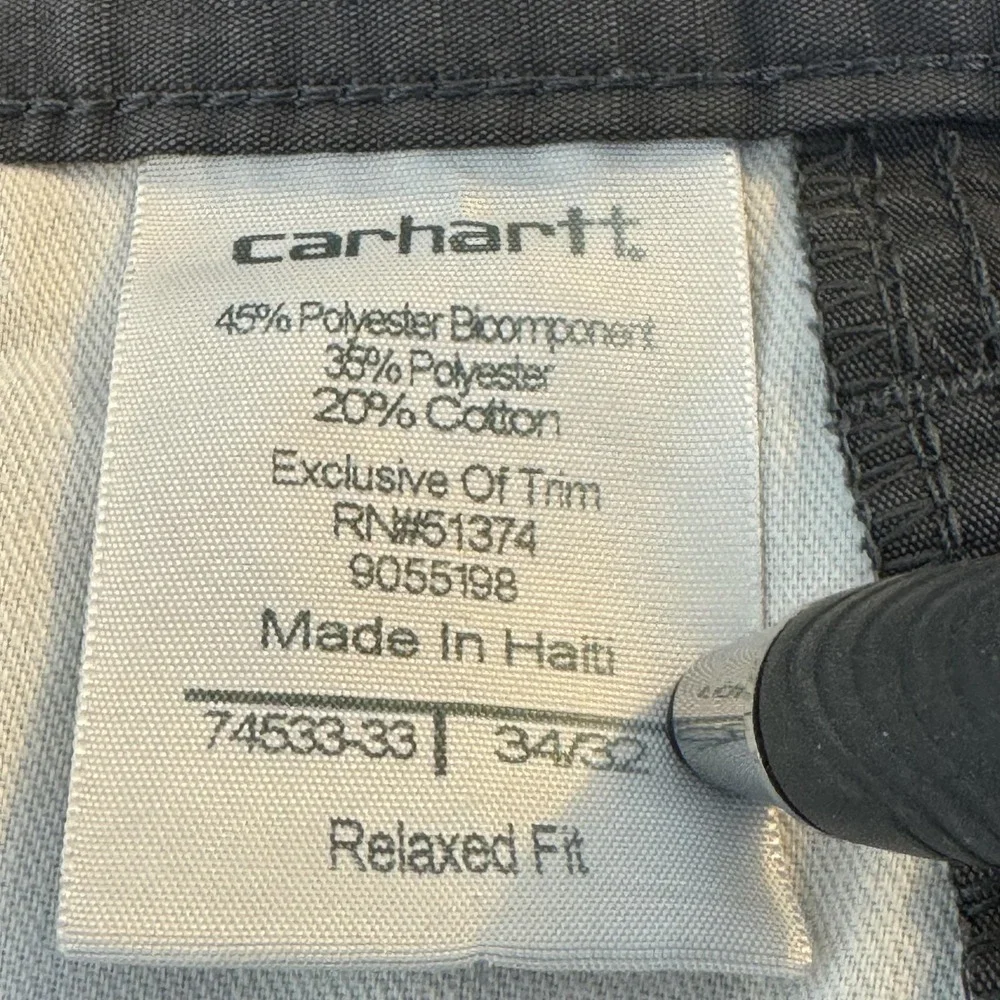 carhartt
45% Polyester Bicomponent
35% Polyester
20% Cotton
Exclusive Of Trim
RN#51374
9055198
Made In Haiti
74533-33 34/32
Relaxed Fit